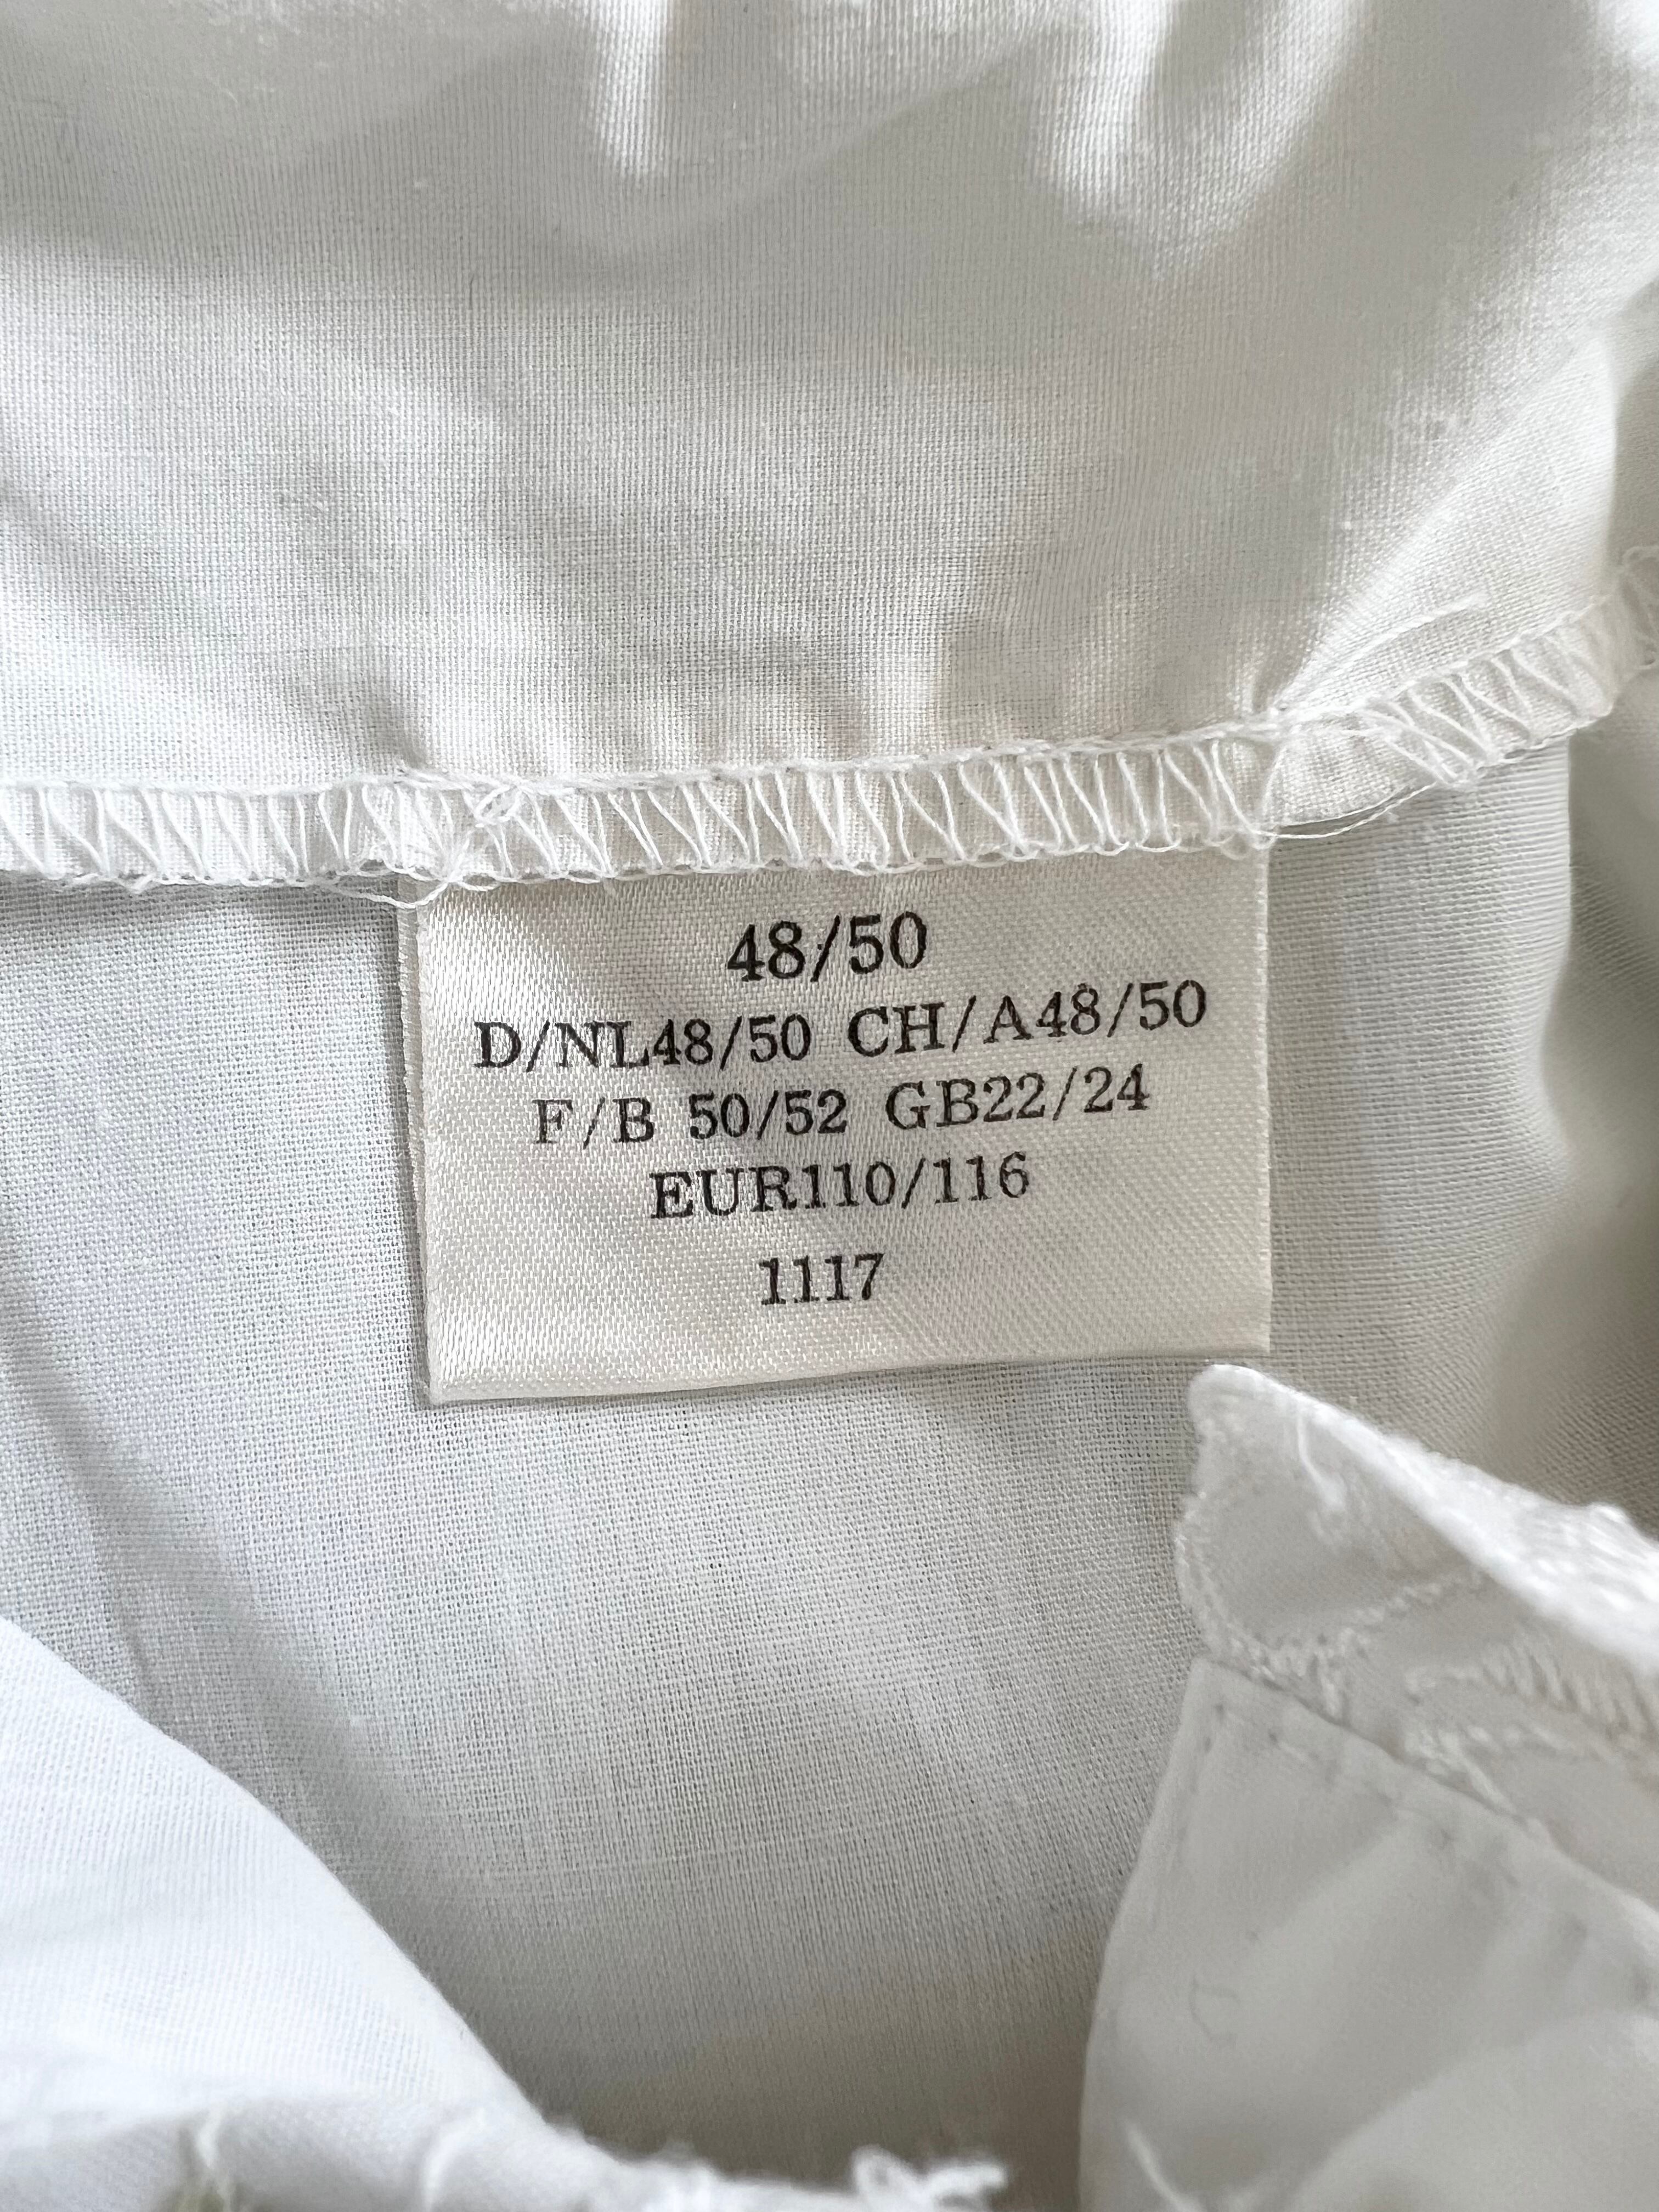 48/50
D/NL48/50 CH/A48/50
F/B 50/52 GB22/24
EUR110/116
1117